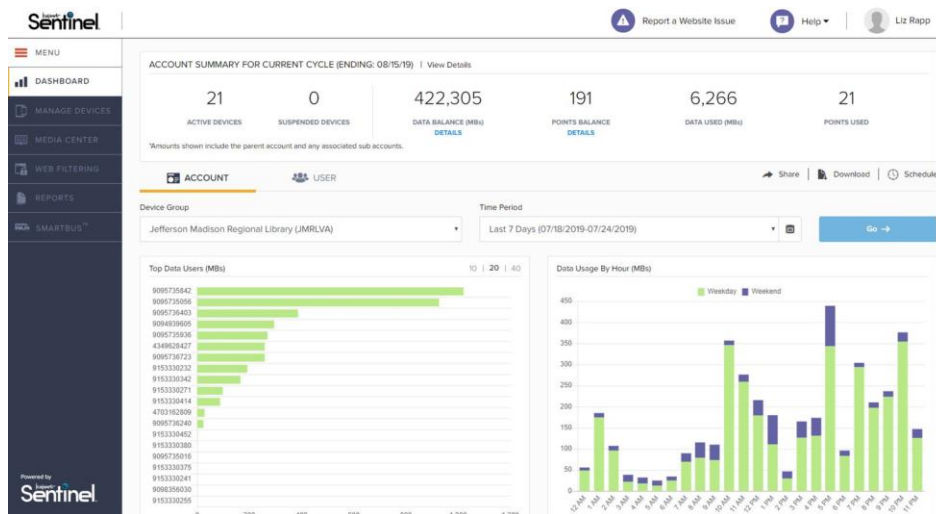 kajeet
Sentinel
Report a Website Issue
Help
Liz Rapp
MENU
DASHBOARD
MANAGE DEVICES
MEDIA CENTER
WEB FILTERING
REPORTS
SMARTBUS™
Powered by
kajeet
Sentinel
ACCOUNT SUMMARY FOR CURRENT CYCLE (ENDING: 08/15/19) | View Details
21
ACTIVE DEVICES
0
SUSPENDED DEVICES
422,305
DATA BALANCE (MBs)
DETAILS
191
POINTS BALANCE
DETAILS
6,266
DATA USED (MBs)
21
POINTS USED
*Amounts shown include the parent account and any associated sub accounts.
ACCOUNT
USER
Share | Download | Schedule
Device Group
Jefferson Madison Regional Library (JMRLVA)
Time Period
Last 7 Days (07/18/2019-07/24/2019)
Go →
Top Data Users (MBs)
10 | 20 | 40
9095735842
9095735056
9095736403
9094939605
9095735936
4349628427
9095736723
9153330232
9153330342
9153330271
9153330414
4703162809
9095736240
9153330452
9153330380
9095735016
9153330375
9153330241
9098356030
9153330255
Data Usage By Hour (MBs)
Weekday Weekend
450
400
350
300
250
200
150
100
50
0
12 AM 1 AM 2 AM 3 AM 4 AM 5 AM 6 AM 7 AM 8 AM 9 AM 10 AM 11 AM 12 PM 1 PM 2 PM 3 PM 4 PM 5 PM 6 PM 7 PM 8 PM 9 PM 10 PM 11 PM